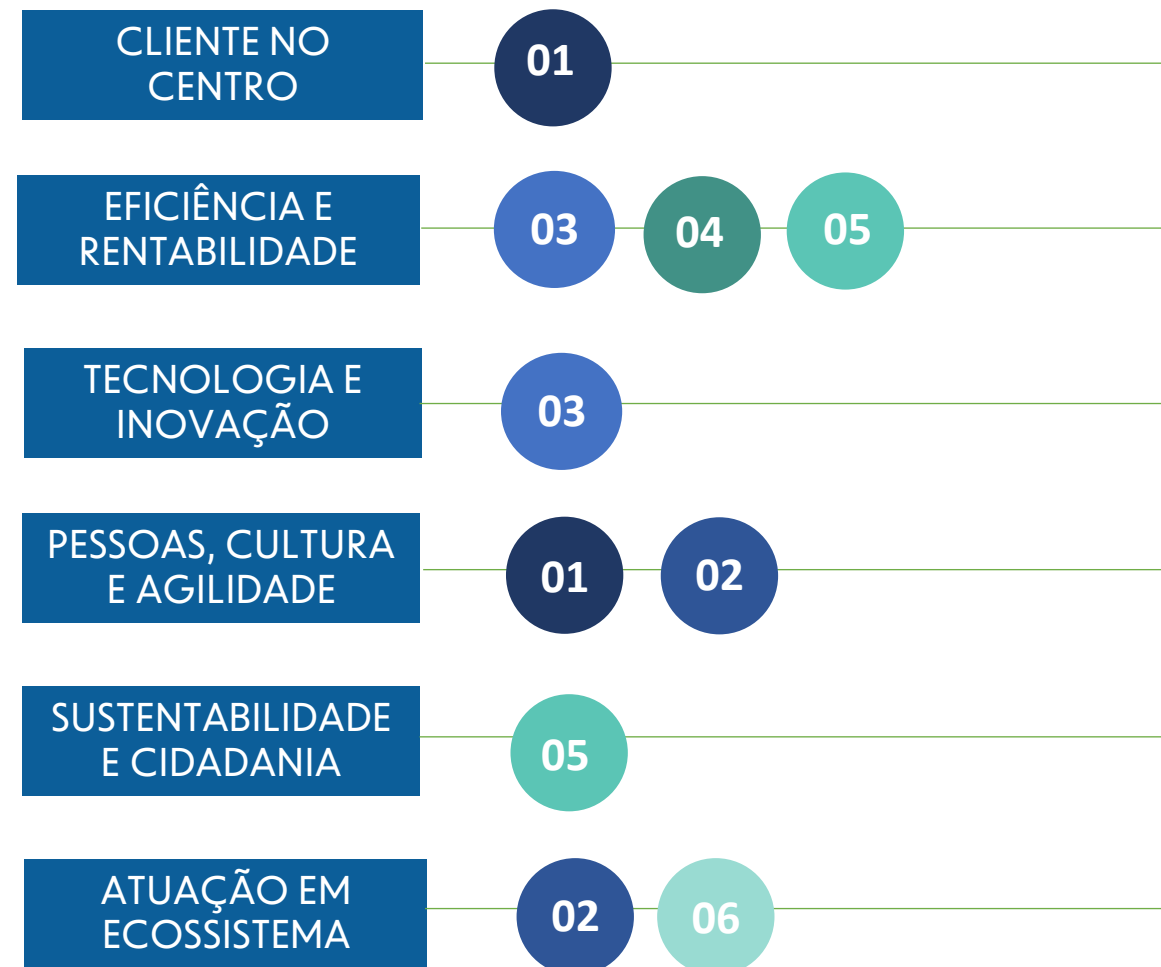 CLIENTE NO
CENTRO
01
EFICIÊNCIA E
RENTABILIDADE
03 04 05
TECNOLOGIA E
INOVAÇÃO
03
PESSOAS, CULTURA
E AGILIDADE
01 02
SUSTENTABILIDADE
E CIDADANIA
05
ATUAÇÃO EM
ECOSSISTEMA
02 06